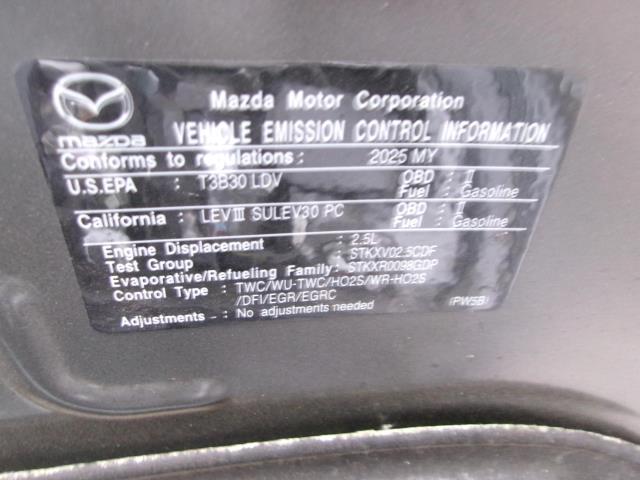 Mazda Motor Corporation
mazda VEHICLE EMISSION CONTROL INFORMATION
Conforms to regulations : 2025 MY
U.S.EPA : T3B30 LDV OBD : II
Fuel : Gasoline
California : LEVIII SULEV30 PC OBD : II
Fuel : Gasoline
Engine Displacement : 2.5L
Test Group : STKXV02.5CDF
Evaporative/Refueling Family: STKXR0098GDP
Control Type : TWC/WU-TWC/HO2S/WR-HO2S
/DFI/EGR/EGRC
Adjustments : No adjustments needed (PW5B)